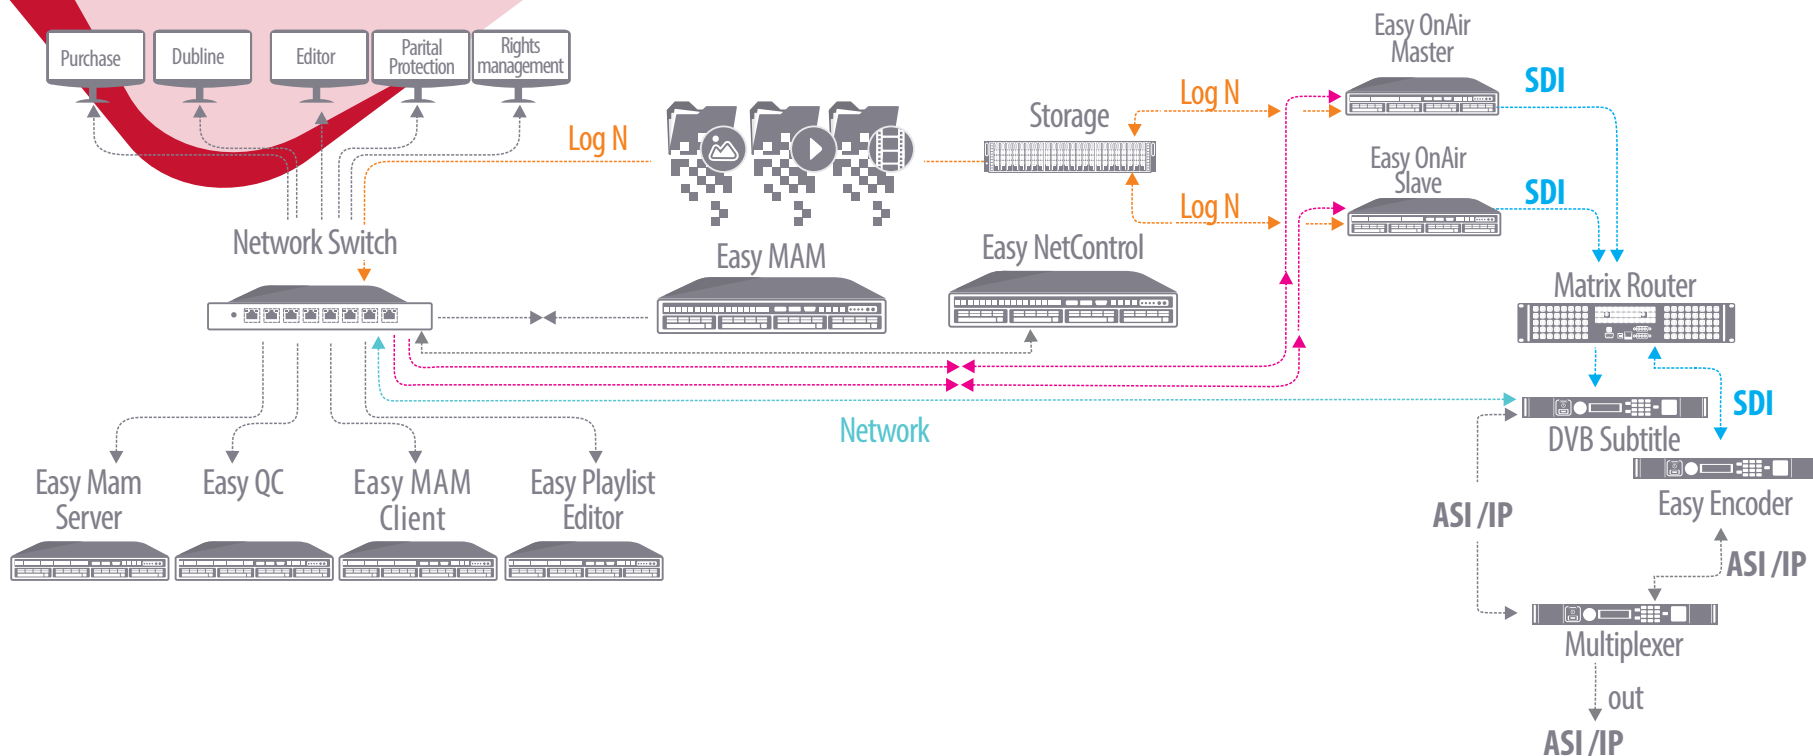 Purchase
Dubline
Editor
Parital
Protection
Rights
management
Log N
Storage
Log N
Easy OnAir
Master
SDI
Easy OnAir
Slave
Log N
SDI
Network Switch
Easy MAM
Easy NetControl
Matrix Router
Network
SDI
DVB Subtitle
Easy Mam
Server
Easy QC
Easy MAM
Client
Easy Playlist
Editor
Easy Encoder
ASI /IP
ASI /IP
Multiplexer
out
ASI /IP